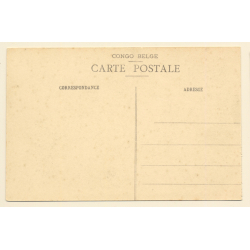 CONGO BELGE
CARTE POSTALE
CORRESPONDANCE
ADRESSE